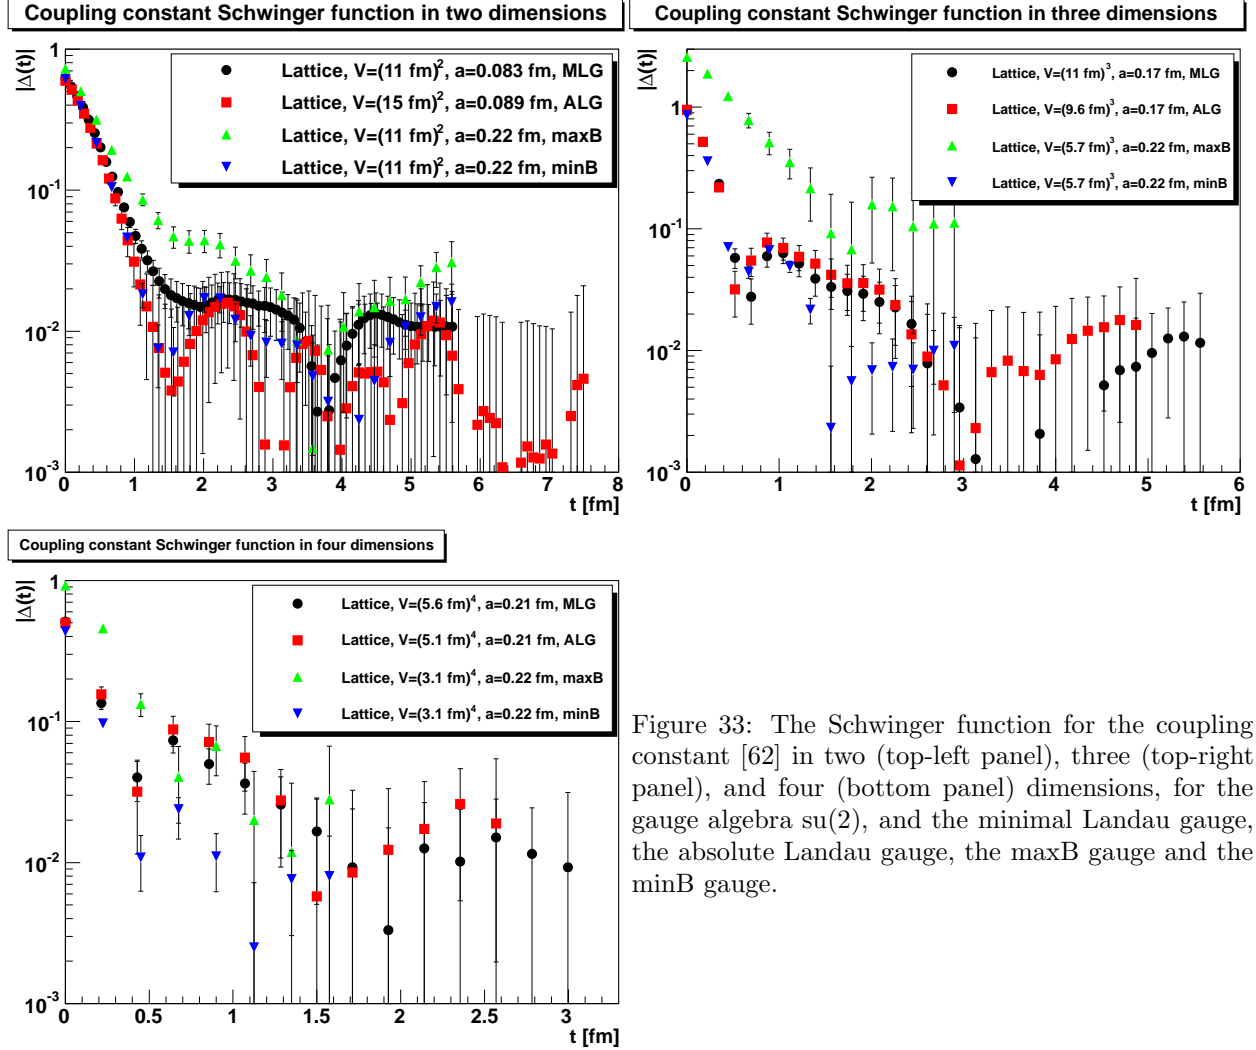 Coupling constant Schwinger function in two dimensions
|Δ(t)|
1
10^-1
10^-2
10^-3
Lattice, V=(11 fm)^2, a=0.083 fm, MLG
Lattice, V=(15 fm)^2, a=0.089 fm, ALG
Lattice, V=(11 fm)^2, a=0.22 fm, maxB
Lattice, V=(11 fm)^2, a=0.22 fm, minB
0 1 2 3 4 5 6 7 8
t [fm]
Coupling constant Schwinger function in three dimensions
|Δ(t)|
1
10^-1
10^-2
10^-3
Lattice, V=(11 fm)^3, a=0.17 fm, MLG
Lattice, V=(9.6 fm)^3, a=0.17 fm, ALG
Lattice, V=(5.7 fm)^3, a=0.22 fm, maxB
Lattice, V=(5.7 fm)^3, a=0.22 fm, minB
0 1 2 3 4 5 6
t [fm]
Coupling constant Schwinger function in four dimensions
|Δ(t)|
1
10^-1
10^-2
10^-3
Lattice, V=(5.6 fm)^4, a=0.21 fm, MLG
Lattice, V=(5.1 fm)^4, a=0.21 fm, ALG
Lattice, V=(3.1 fm)^4, a=0.22 fm, maxB
Lattice, V=(3.1 fm)^4, a=0.22 fm, minB
0 0.5 1 1.5 2 2.5 3
t [fm]
Figure 33: The Schwinger function for the coupling
constant [62] in two (top-left panel), three (top-right
panel), and four (bottom panel) dimensions, for the
gauge algebra su(2), and the minimal Landau gauge,
the absolute Landau gauge, the maxB gauge and the
minB gauge.